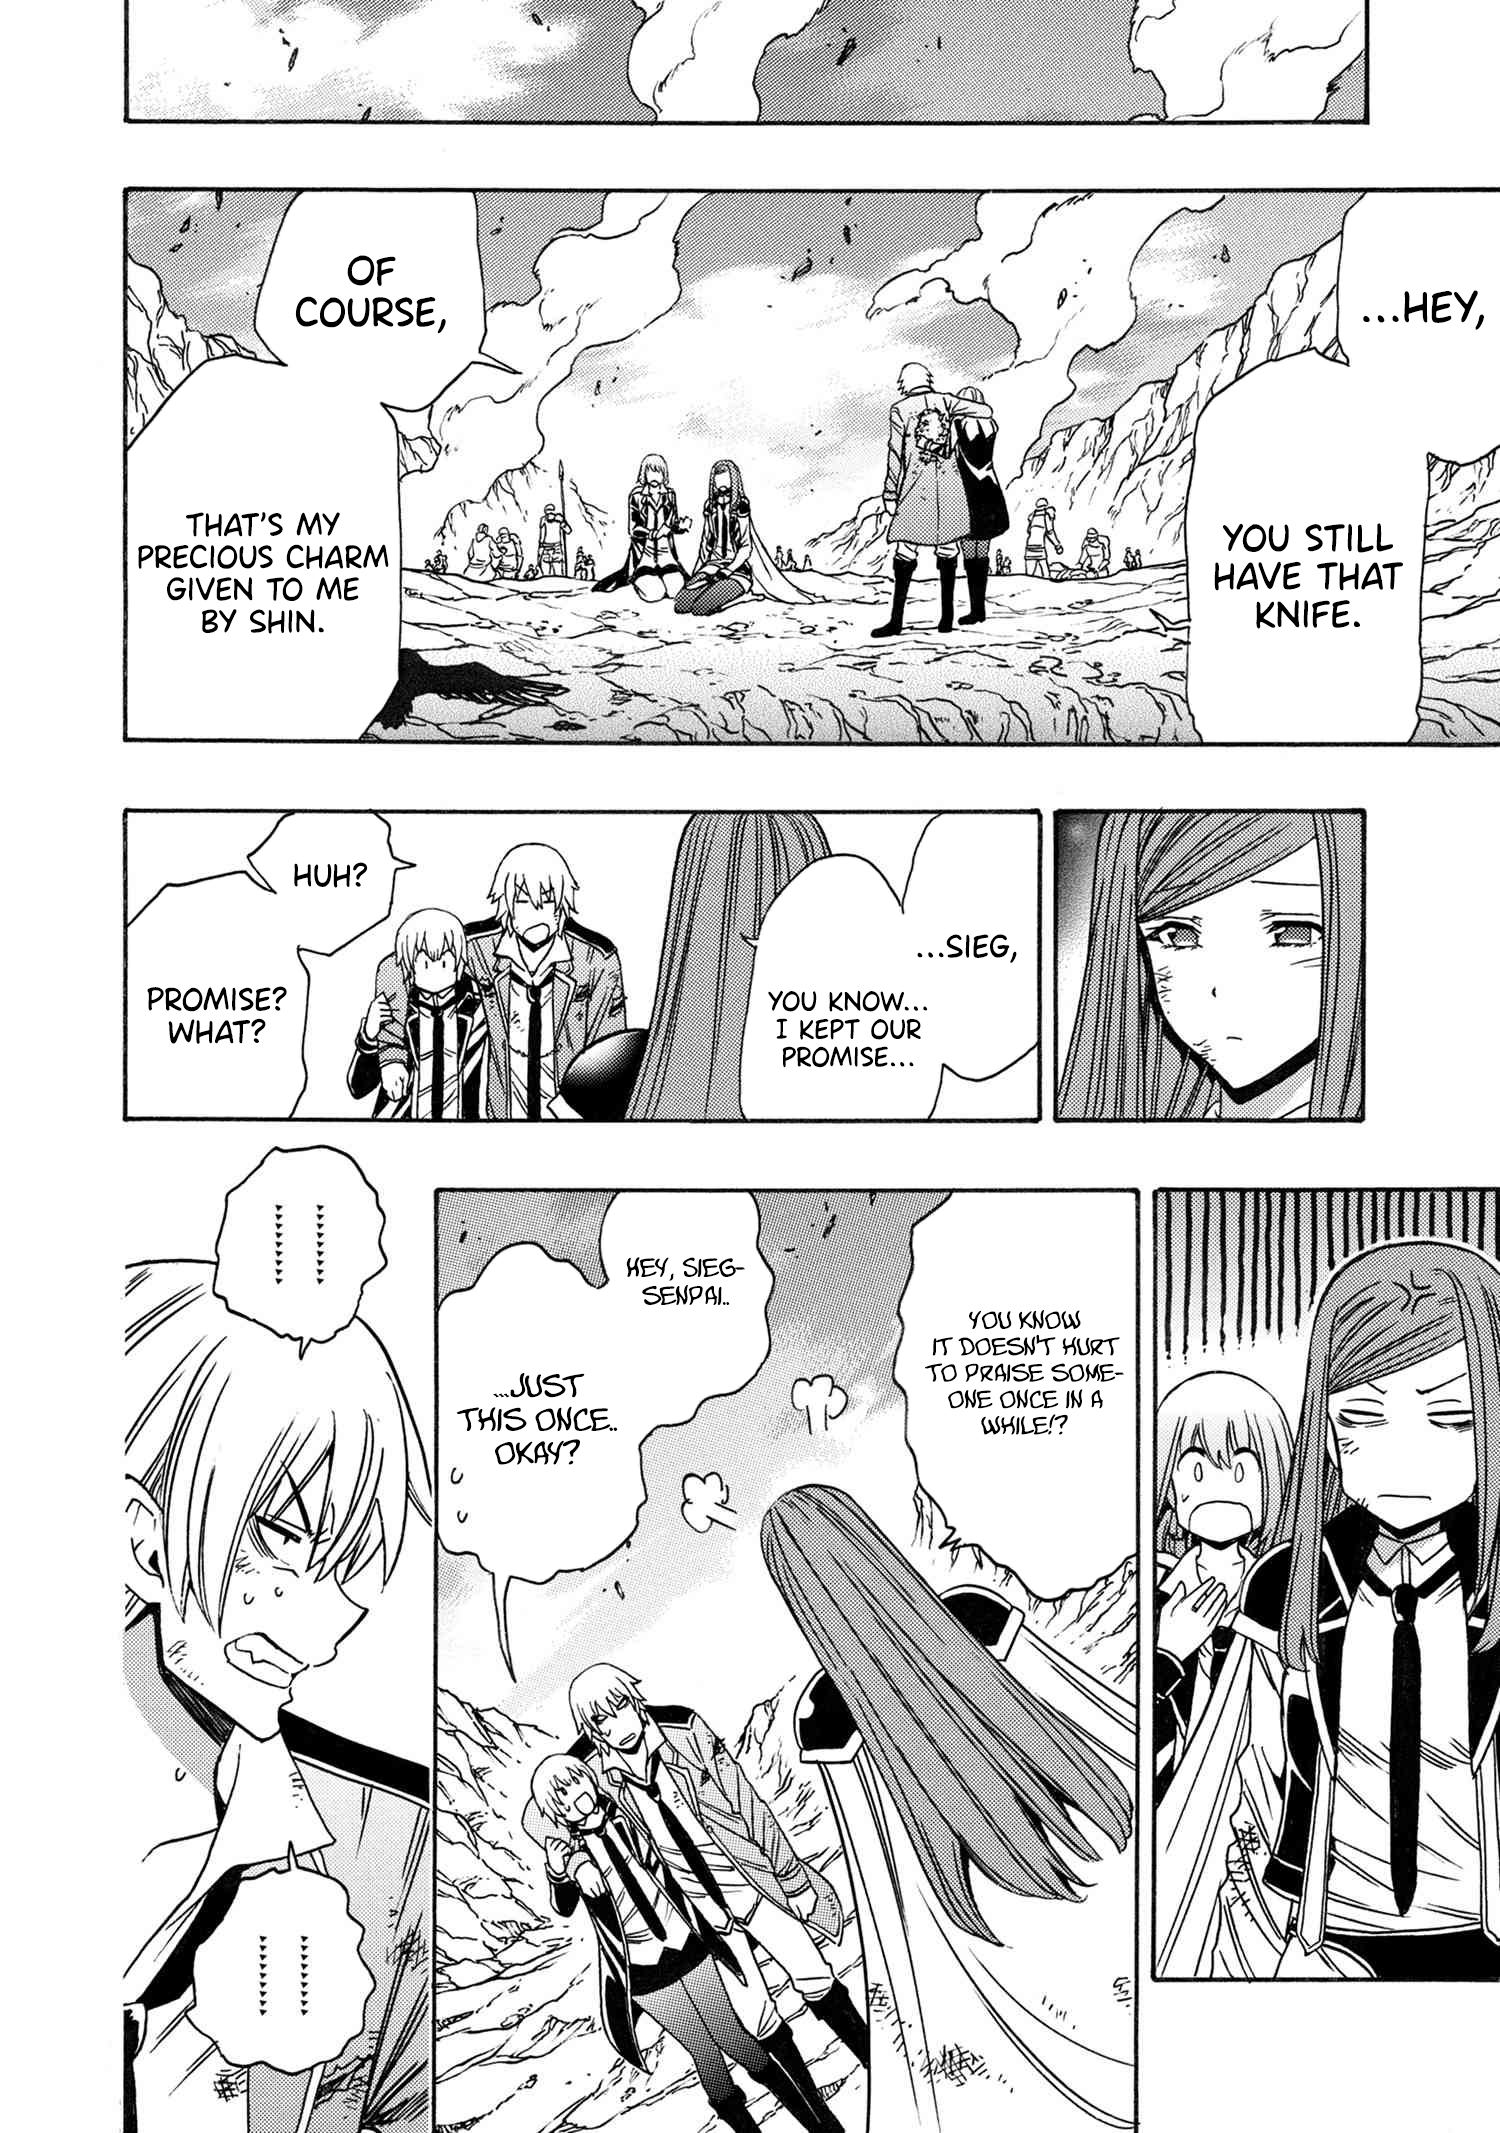 ...HEY,
YOU STILL
HAVE THAT
KNIFE.
OF
COURSE,
THAT'S MY
PRECIOUS CHARM
GIVEN TO ME
BY SHIN.
...SIEG,
YOU KNOW...
I KEPT OUR
PROMISE...
HUH?
PROMISE?
WHAT?
YOU KNOW
IT DOESN'T HURT
TO PRAISE SOME-
ONE ONCE IN A
WHILE!?
HEY, SIEG-
SENPAI..
...JUST
THIS ONCE..
OKAY?